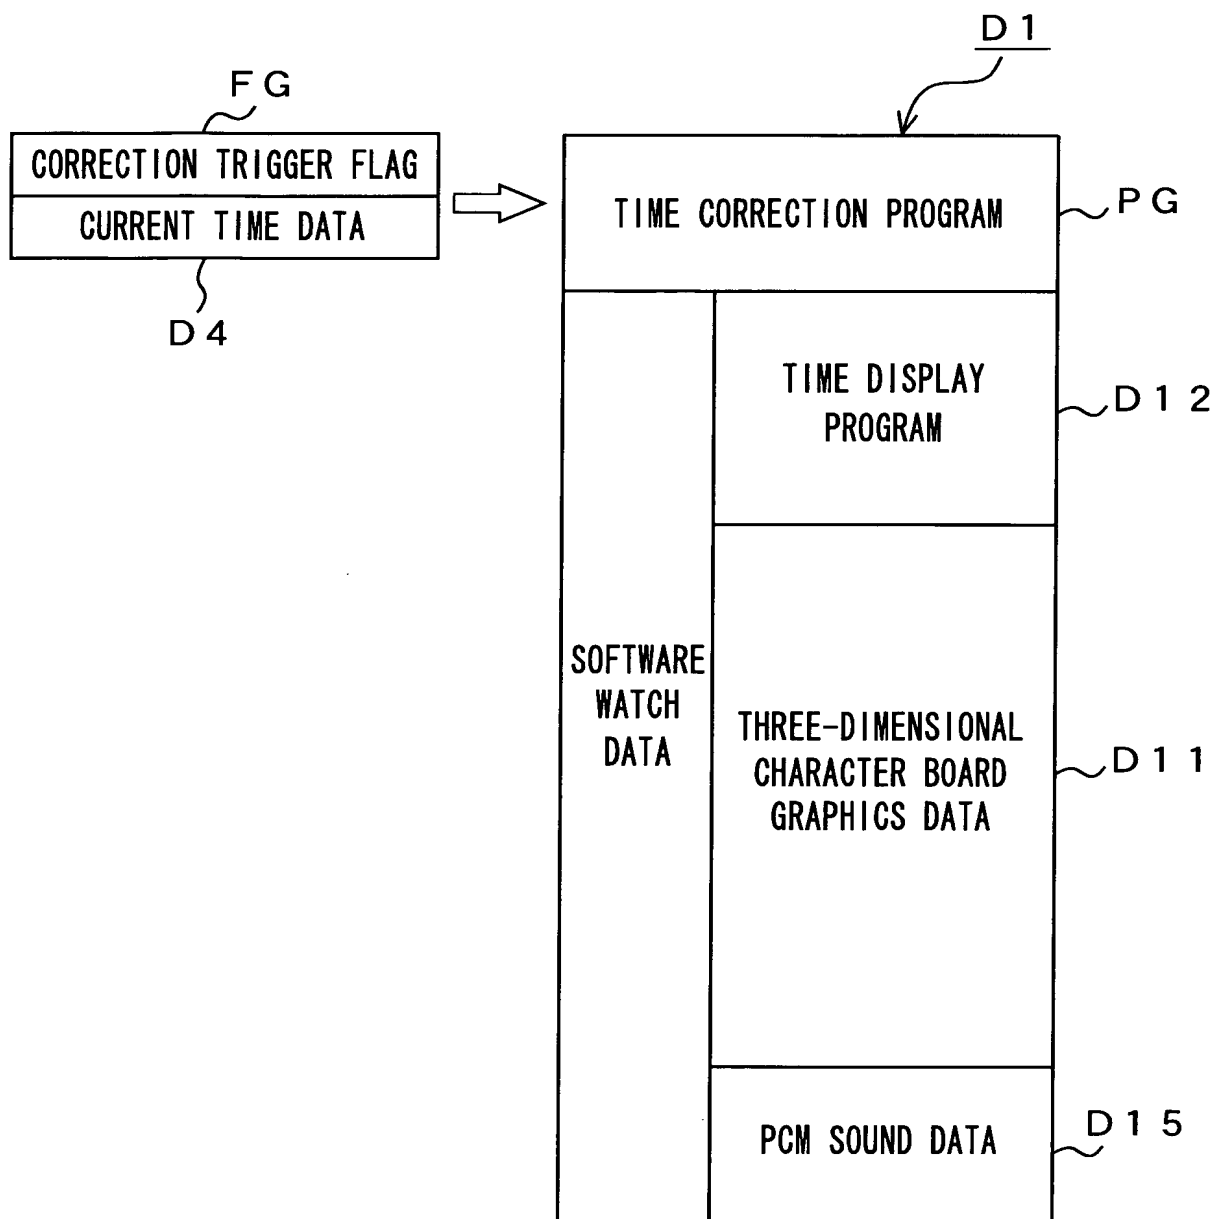 D1
FG
CORRECTION TRIGGER FLAG
CURRENT TIME DATA
D4
TIME CORRECTION PROGRAM
PG
TIME DISPLAY
PROGRAM
D12
SOFTWARE
WATCH
DATA
THREE-DIMENSIONAL
CHARACTER BOARD
GRAPHICS DATA
D11
PCM SOUND DATA
D15